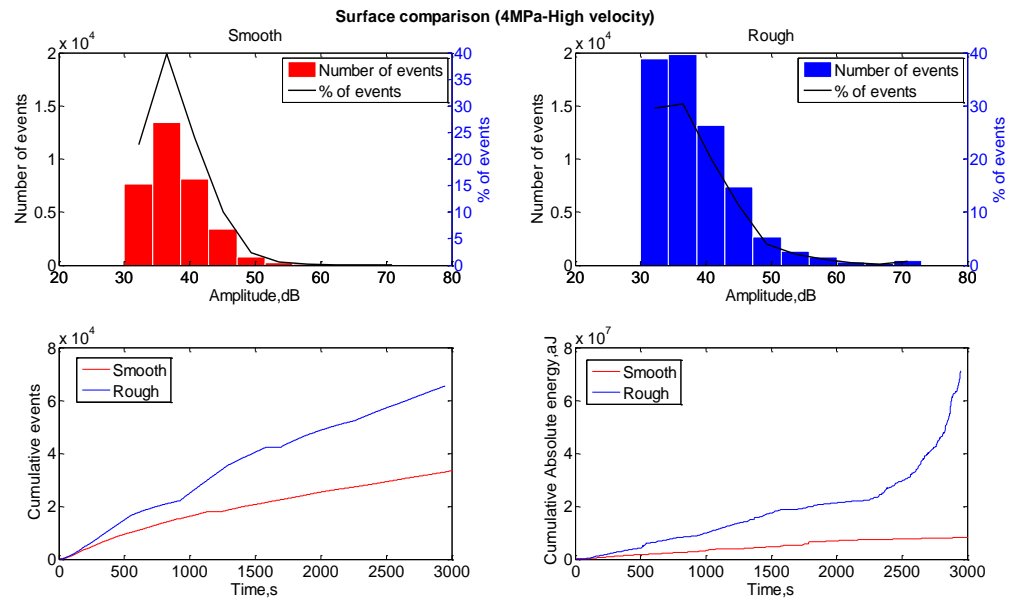 Surface comparison (4MPa-High velocity)
Smooth
x 10^4
Number of events
0
0.5
1
1.5
2
20
30
40
50
60
70
80
Amplitude,dB
0
5
10
15
20
25
30
35
40
% of events
Number of events
% of events
Rough
x 10^4
Number of events
0
0.5
1
1.5
2
20
30
40
50
60
70
80
Amplitude,dB
0
10
20
30
40
% of events
Number of events
% of events
x 10^4
Cumulative events
0
2
4
6
8
0
500
1000
1500
2000
2500
3000
Time,s
Smooth
Rough
x 10^7
Cumulative Absolute energy,aJ
0
2
4
6
8
0
500
1000
1500
2000
2500
3000
Time,s
Smooth
Rough